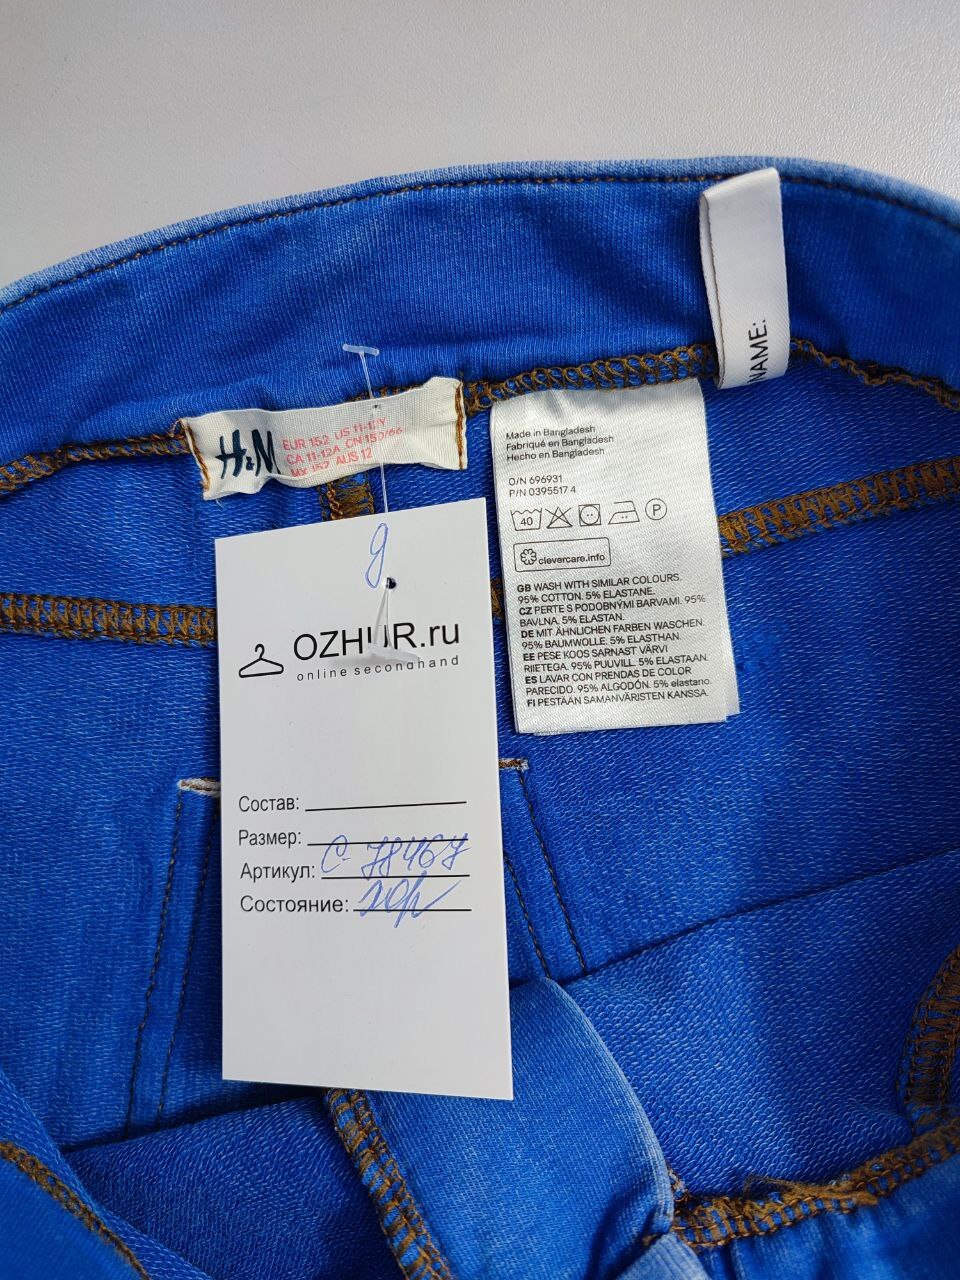 NAME:
H&M
EUR 152 US 11-12Y
CA 11-12A CN 152/66
MX 152 AUS 12
Made in Bangladesh
Fabriqué en Bangladesh
Hecho en Bangladesh
O/N 696931
P/N 0395517 4
40
P
clevercare.info
GB WASH WITH SIMILAR COLOURS.
95% COTTON. 5% ELASTANE.
CZ PERTE S PODOBNÝMI BARVAMI. 95%
BAVLNA. 5% ELASTAN.
DE MIT ÄHNLICHEN FARBEN WASCHEN.
95% BAUMWOLLE. 5% ELASTHAN.
EE PESE KOOS SARNAST VÄRVI
RIIETEGA. 95% PUUVILL. 5% ELASTAAN.
ES LAVAR CON PRENDAS DE COLOR
PARECIDO. 95% ALGODÓN. 5% elastano.
FI PESTÄÄN SAMANVÄRISTEN KANSSA.
д
OZHUR.ru
online secondhand
Состав:
Размер:
Артикул: С-78467
Состояние: хор